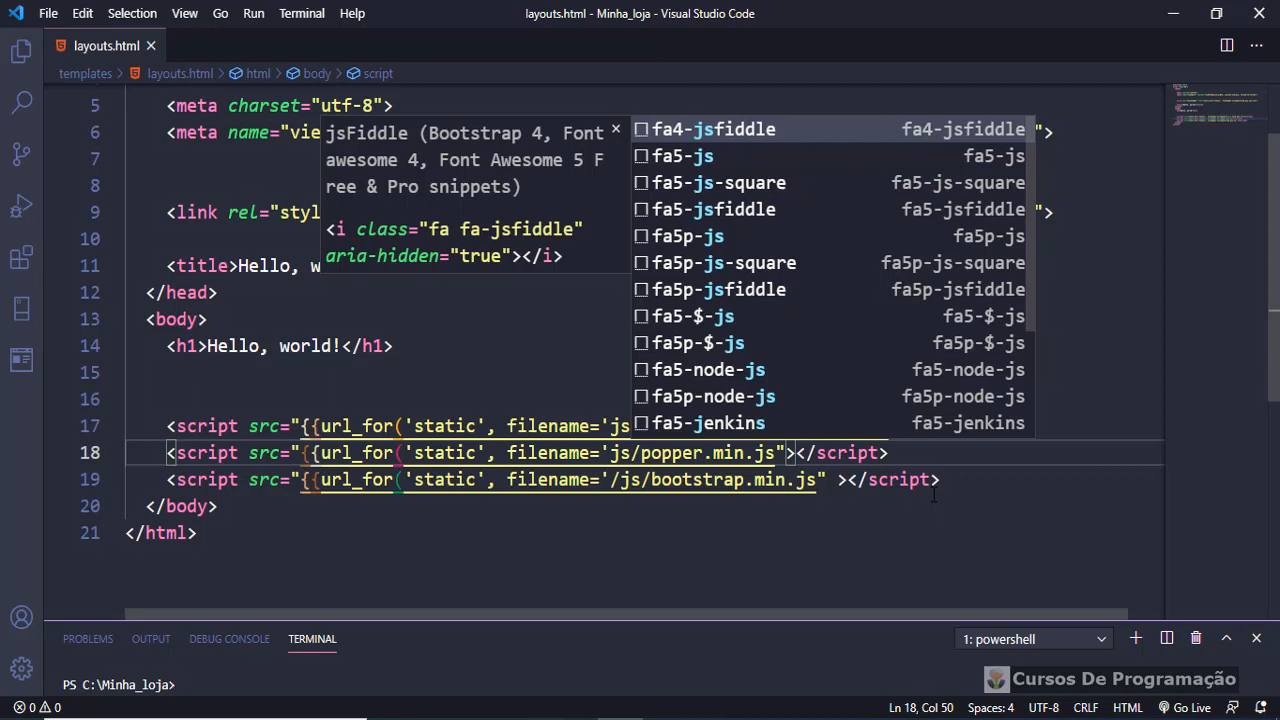 File Edit Selection View Go Run Terminal Help layouts.html - Minha_loja - Visual Studio Code
layouts.html
templates > layouts.html > html > body > script
5 <meta charset="utf-8">
6 <meta name="vie ">
7
8
9 <link rel="styl ">
10
11 <title>Hello, w
12 </head>
13 <body>
14 <h1>Hello, world!</h1>
15
16
17 <script src="{{url_for('static', filename='js
18 <script src="{{url_for('static', filename='js/popper.min.js"></script>
19 <script src="{{url_for('static', filename='/js/bootstrap.min.js" ></script>
20 </body>
21 </html>
jsFiddle (Bootstrap 4, Font
awesome 4, Font Awesome 5 F
ree & Pro snippets)
<i class="fa fa-jsfiddle"
aria-hidden="true"></i>
fa4-jsfiddle fa4-jsfiddle
fa5-js fa5-js
fa5-js-square fa5-js-square
fa5-jsfiddle fa5-jsfiddle
fa5p-js fa5p-js
fa5p-js-square fa5p-js-square
fa5p-jsfiddle fa5p-jsfiddle
fa5-$-js fa5-$-js
fa5p-$-js fa5p-$-js
fa5-node-js fa5-node-js
fa5p-node-js fa5p-node-js
fa5-jenkins fa5-jenkins
PROBLEMS OUTPUT DEBUG CONSOLE TERMINAL 1: powershell
PS C:\Minha_loja>
Cursos De Programação
0 0 Ln 18, Col 50 Spaces: 4 UTF-8 CRLF HTML Go Live